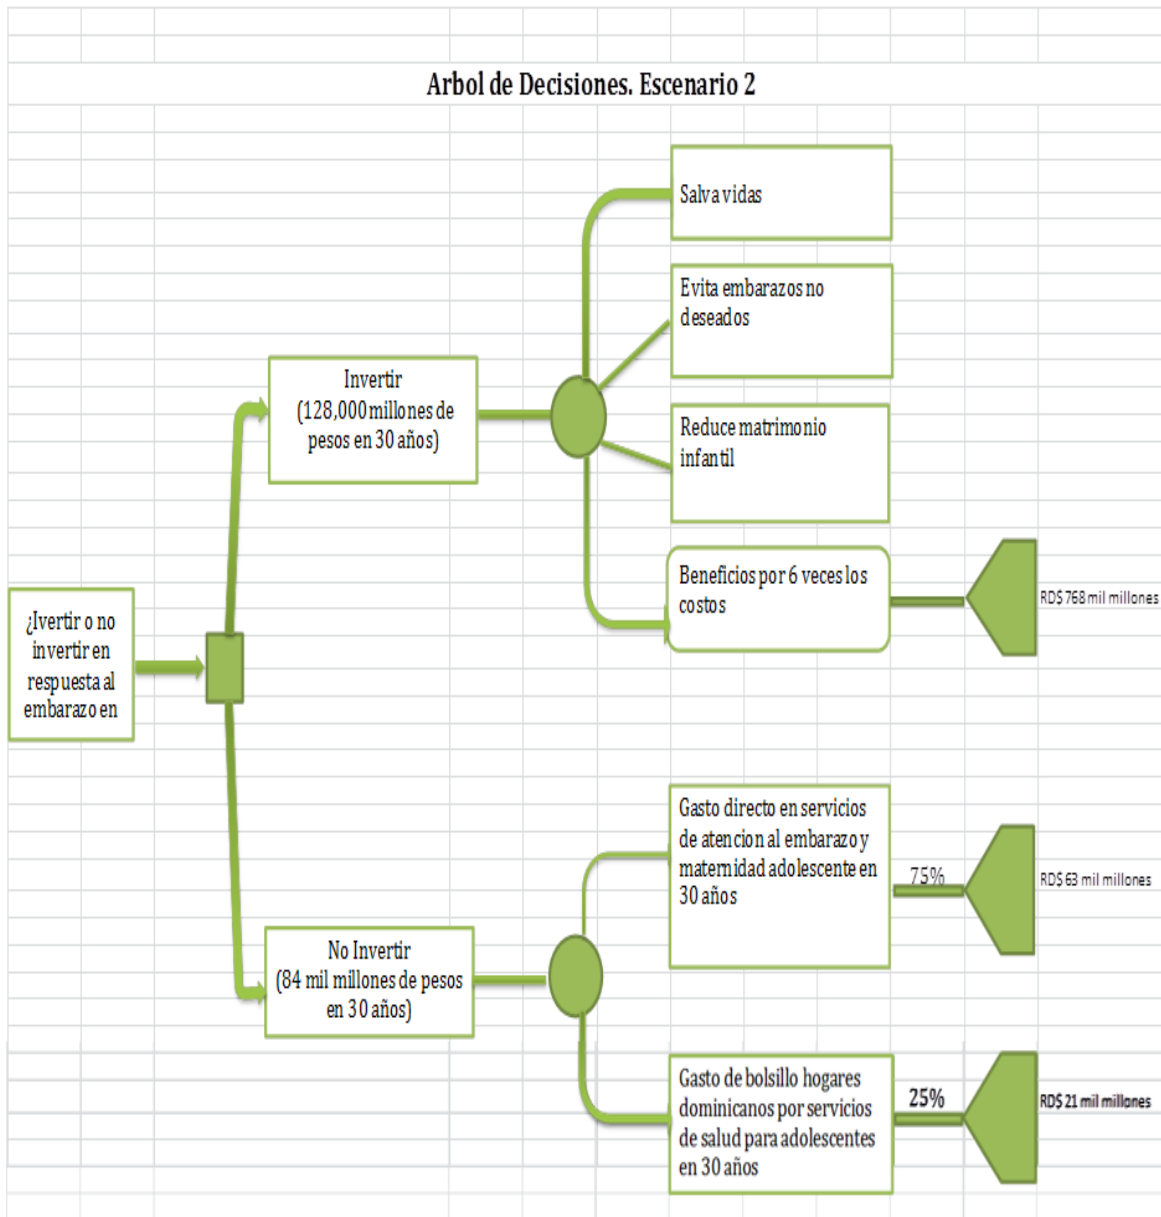 Arbol de Decisiones. Escenario 2
Salva vidas
Evita embarazos no
deseados
Invertir
(128,000 millones de
pesos en 30 años)
Reduce matrimonio
infantil
Beneficios por 6 veces los
costos
RD$ 768 mil millones
¿Ivertir o no
invertir en
respuesta al
embarazo en
Gasto directo en servicios
de atencion al embarazo y
maternidad adolescente en
30 años
75%
RD$ 63 mil millones
No Invertir
(84 mil millones de pesos
en 30 años)
Gasto de bolsillo hogares
dominicanos por servicios
de salud para adolescentes
en 30 años
25%
RD$ 21 mil millones